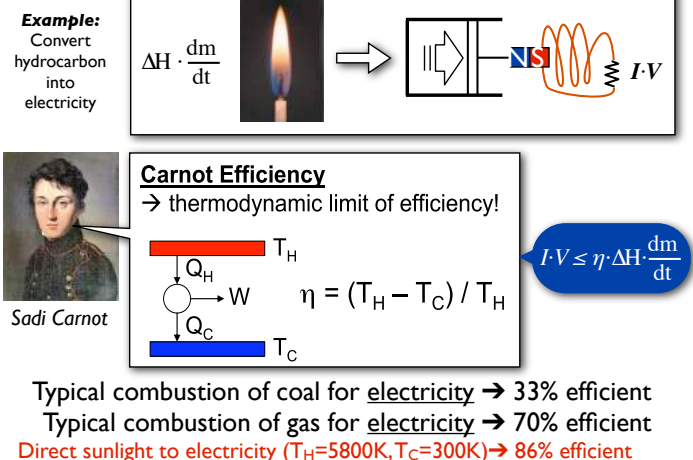 Example:
Convert
hydrocarbon
into
electricity
ΔH · dm/dt
N S
I·V
Carnot Efficiency
→ thermodynamic limit of efficiency!
T_H
Q_H
W
η = (T_H – T_C) / T_H
Q_C
T_C
I·V ≤ η·ΔH·dm/dt
Sadi Carnot
Typical combustion of coal for electricity ➔ 33% efficient
Typical combustion of gas for electricity ➔ 70% efficient
Direct sunlight to electricity (T_H=5800K,T_C=300K)➔ 86% efficient